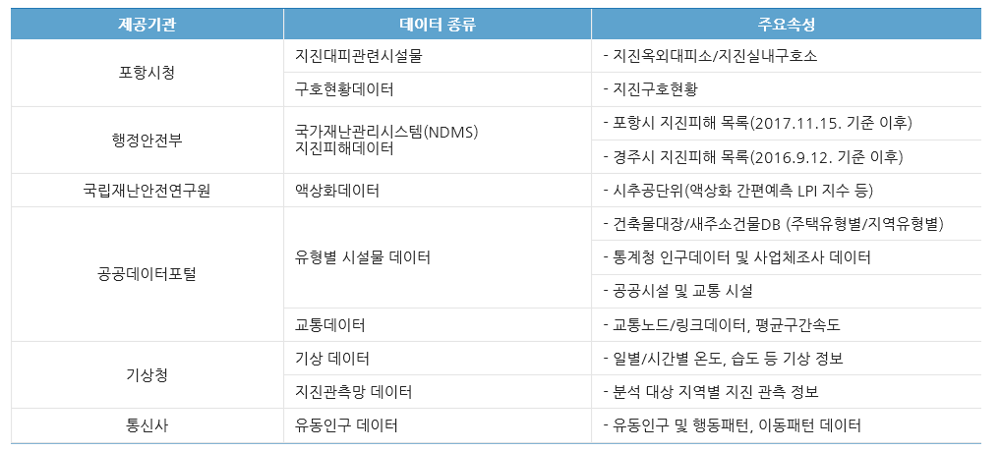 제공기관 데이터 종류 주요속성
포항시청
지진대피관련시설물 - 지진옥외대피소/지진실내구호소
구호현황데이터 - 지진구호현황
행정안전부
국가재난관리시스템(NDMS)
지진피해데이터
- 포항시 지진피해 목록(2017.11.15. 기준 이후)
- 경주시 지진피해 목록(2016.9.12. 기준 이후)
국립재난안전연구원 액상화데이터 - 시추공단위(액상화 간편예측 LPI 지수 등)
공공데이터포털
유형별 시설물 데이터
- 건축물대장/새주소건물DB (주택유형별/지역유형별)
- 통계청 인구데이터 및 사업체조사 데이터
- 공공시설 및 교통 시설
교통데이터 - 교통노드/링크데이터, 평균구간속도
기상청
기상 데이터 - 일별/시간별 온도, 습도 등 기상 정보
지진관측망 데이터 - 분석 대상 지역별 지진 관측 정보
통신사 유동인구 데이터 - 유동인구 및 행동패턴, 이동패턴 데이터